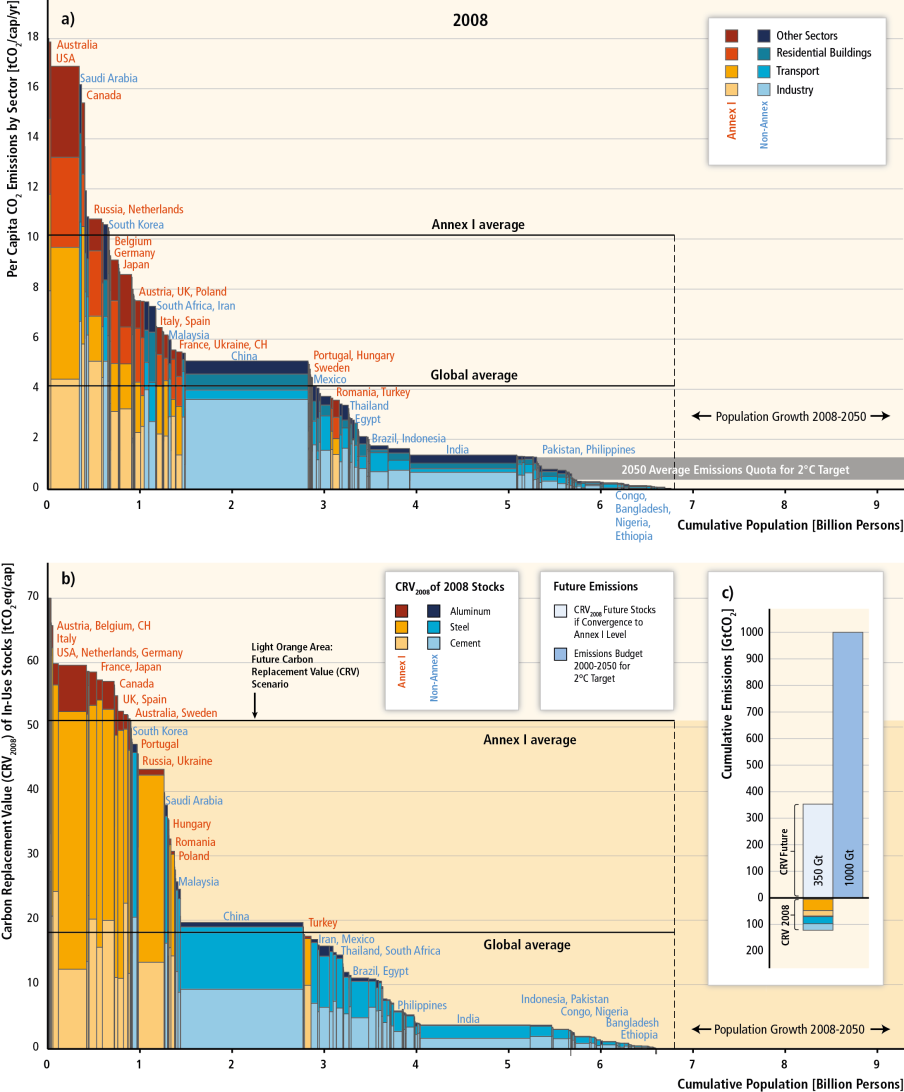 a)
2008
Per Capita CO2 Emissions by Sector [tCO2/cap/yr]
18
16
14
12
10
8
6
4
2
0
Australia
USA
Saudi Arabia
Canada
Russia, Netherlands
South Korea
Belgium
Germany
Japan
Austria, UK, Poland
South Africa, Iran
Italy, Spain
Malaysia
France, Ukraine, CH
China
Portugal, Hungary
Sweden
Mexico
Romania, Turkey
Thailand
Egypt
Brazil, Indonesia
India
Pakistan, Philippines
Congo,
Bangladesh,
Nigeria,
Ethiopia
Annex I average
Global average
Other Sectors
Residential Buildings
Transport
Industry
Annex I
Non-Annex
Population Growth 2008-2050
2050 Average Emissions Quota for 2°C Target
0 1 2 3 4 5 6 7 8 9
Cumulative Population [Billion Persons]
b)
Carbon Replacement Value (CRV2008) of In-Use Stocks [tCO2eq/cap]
70
60
50
40
30
20
10
0
Austria, Belgium, CH
Italy
USA, Netherlands, Germany
France, Japan
Canada
UK, Spain
Australia, Sweden
South Korea
Portugal
Russia, Ukraine
Saudi Arabia
Hungary
Romania
Poland
Malaysia
China
Turkey
Iran, Mexico
Thailand, South Africa
Brazil, Egypt
Philippines
India
Indonesia, Pakistan
Congo, Nigeria
Bangladesh
Ethiopia
Light Orange Area:
Future Carbon
Replacement Value (CRV)
Scenario
Annex I average
Global average
CRV2008 of 2008 Stocks
Aluminum
Steel
Cement
Annex I
Non-Annex
Future Emissions
CRV2008 Future Stocks
if Convergence to
Annex I Level
Emissions Budget
2000-2050 for
2°C Target
c)
Cumulative Emissions [GtCO2]
1000
900
800
700
600
500
400
300
200
100
0
100
200
CRV Future
CRV 2008
350 Gt
1000 Gt
Population Growth 2008-2050
0 1 2 3 4 5 6 7 8 9
Cumulative Population [Billion Persons]